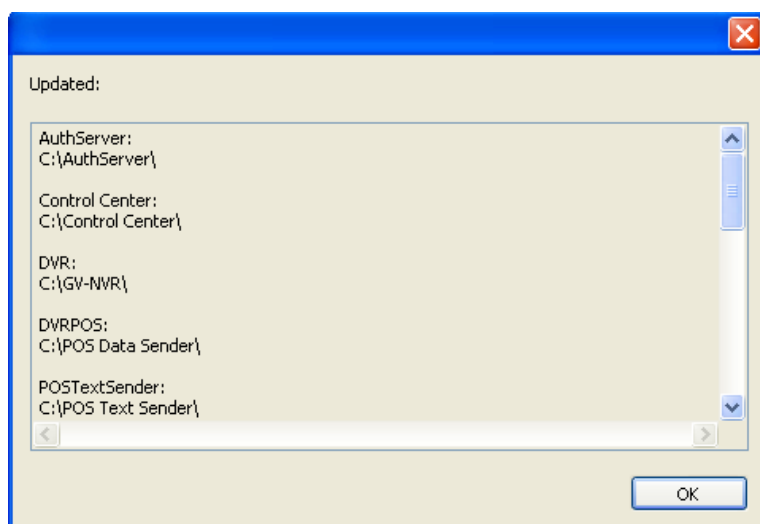 Updated:
AuthServer:
C:\AuthServer\
Control Center:
C:\Control Center\
DVR:
C:\GV-NVR\
DVRPOS:
C:\POS Data Sender\
POSTextSender:
C:\POS Text Sender\
OK